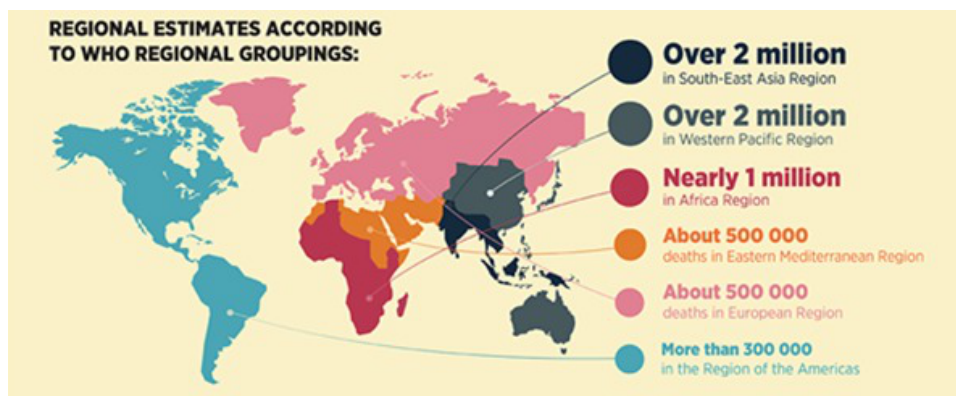 REGIONAL ESTIMATES ACCORDING
TO WHO REGIONAL GROUPINGS:
Over 2 million
in South-East Asia Region
Over 2 million
in Western Pacific Region
Nearly 1 million
in Africa Region
About 500 000
deaths in Eastern Mediterranean Region
About 500 000
deaths in European Region
More than 300 000
in the Region of the Americas